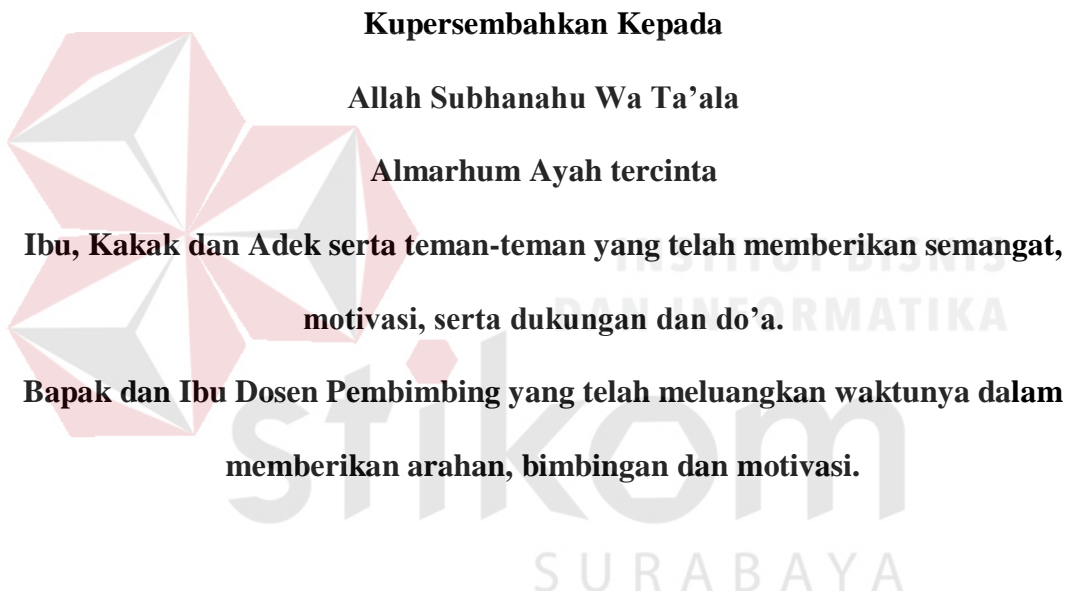 Kupersembahkan Kepada
Allah Subhanahu Wa Ta’ala
Almarhum Ayah tercinta
Ibu, Kakak dan Adek serta teman-teman yang telah memberikan semangat,
INSTITUT BISNIS
motivasi, serta dukungan dan do’a.
DAN INFORMATIKA
Bapak dan Ibu Dosen Pembimbing yang telah meluangkan waktunya dalam
stikom
memberikan arahan, bimbingan dan motivasi.
SURABAYA